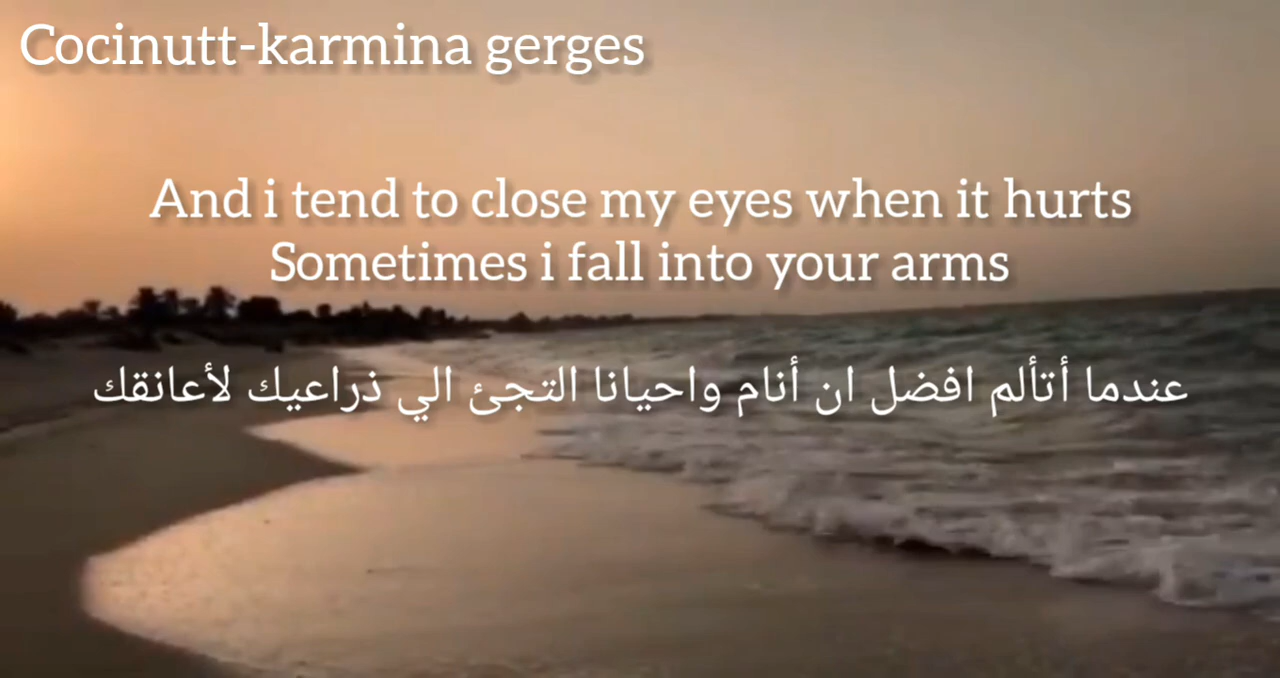 Cocinutt-karmina gerges
And i tend to close my eyes when it hurts
Sometimes i fall into your arms
عندما أتألم افضل ان أنام واحيانا التجئ الي ذراعيك لأعانقك